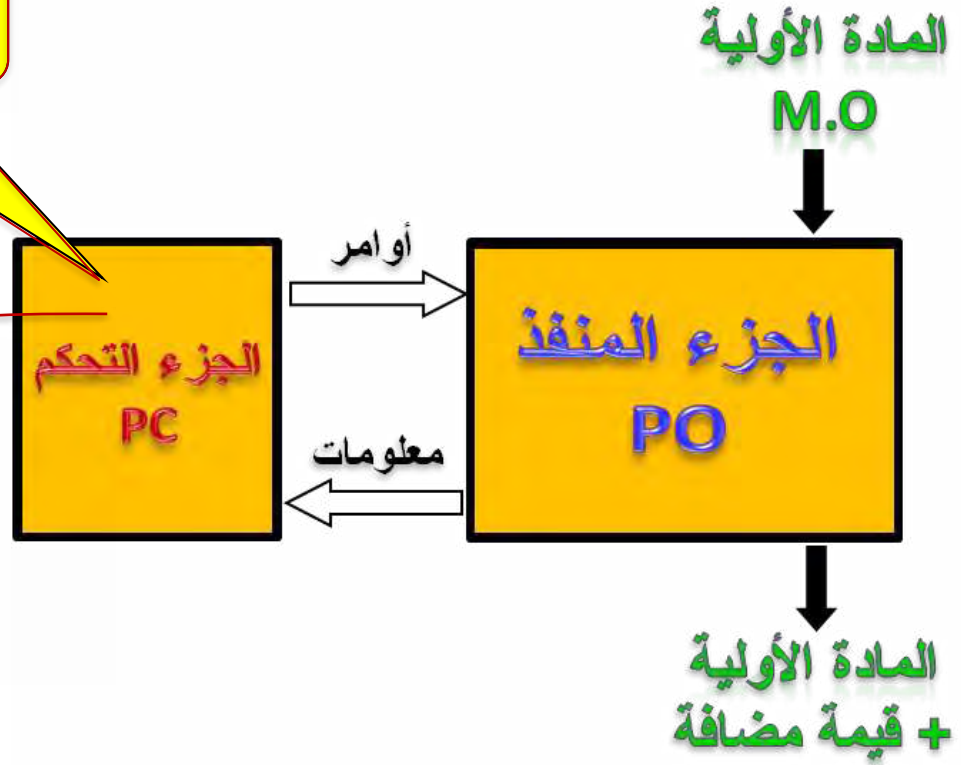 المادة الأولية
M.O
أوامر
الجزء المنفذ
PO
الجزء التحكم
PC
معلومات
المادة الأولية
+ قيمة مضافة